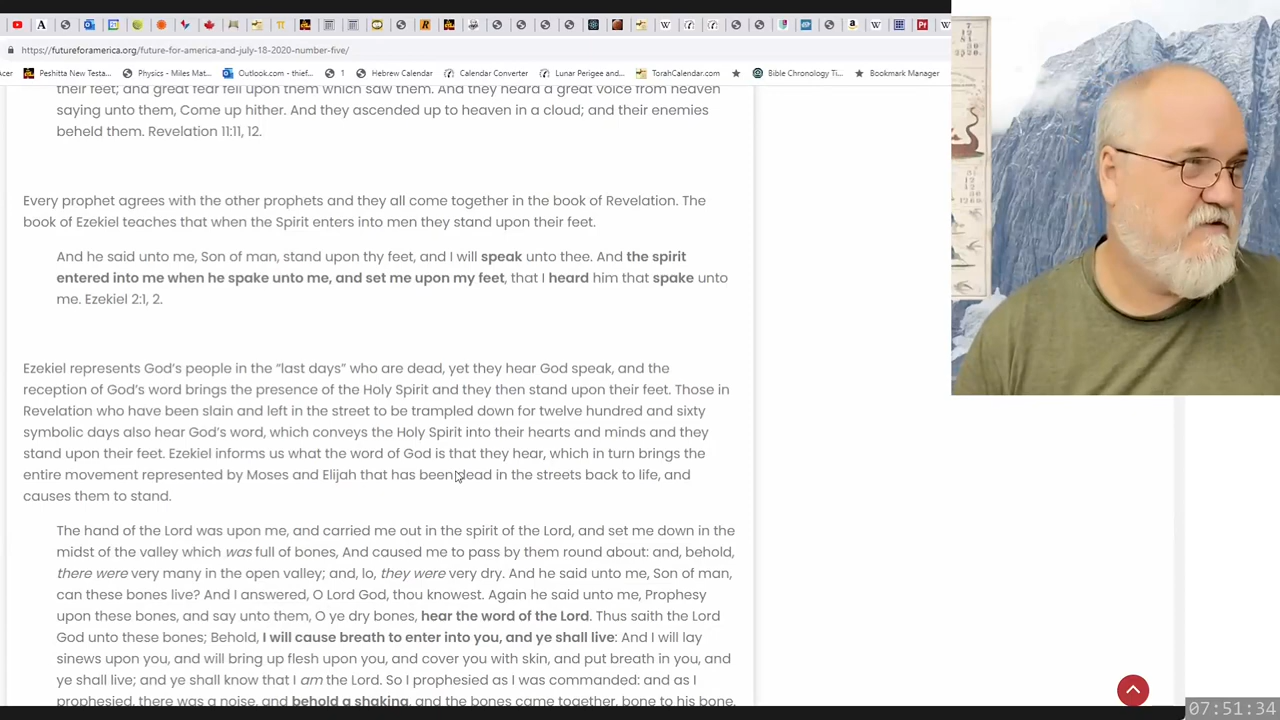 https://futureforamerica.org/future-for-america-and-july-18-2020-number-five/
Peshitta New Testa... Physics - Miles Mat... Outlook.com - thief... 1 Hebrew Calendar Calendar Converter Lunar Perigee and... TorahCalendar.com Bible Chronology Ti... Bookmark Manager
their feet; and great fear fell upon them which saw them. And they heard a great voice from heaven
saying unto them, Come up hither. And they ascended up to heaven in a cloud; and their enemies
beheld them. Revelation 11:11, 12.
Every prophet agrees with the other prophets and they all come together in the book of Revelation. The
book of Ezekiel teaches that when the Spirit enters into men they stand upon their feet.
And he said unto me, Son of man, stand upon thy feet, and I will speak unto thee. And the spirit
entered into me when he spake unto me, and set me upon my feet, that I heard him that spake unto
me. Ezekiel 2:1, 2.
Ezekiel represents God’s people in the “last days” who are dead, yet they hear God speak, and the
reception of God’s word brings the presence of the Holy Spirit and they then stand upon their feet. Those in
Revelation who have been slain and left in the street to be trampled down for twelve hundred and sixty
symbolic days also hear God’s word, which conveys the Holy Spirit into their hearts and minds and they
stand upon their feet. Ezekiel informs us what the word of God is that they hear, which in turn brings the
entire movement represented by Moses and Elijah that has been dead in the streets back to life, and
causes them to stand.
The hand of the Lord was upon me, and carried me out in the spirit of the Lord, and set me down in the
midst of the valley which was full of bones, And caused me to pass by them round about: and, behold,
there were very many in the open valley; and, lo, they were very dry. And he said unto me, Son of man,
can these bones live? And I answered, O Lord God, thou knowest. Again he said unto me, Prophesy
upon these bones, and say unto them, O ye dry bones, hear the word of the Lord. Thus saith the Lord
God unto these bones; Behold, I will cause breath to enter into you, and ye shall live: And I will lay
sinews upon you, and will bring up flesh upon you, and cover you with skin, and put breath in you, and
ye shall live; and ye shall know that I am the Lord. So I prophesied as I was commanded: and as I
prophesied, there was a noise, and behold a shaking, and the bones came together, bone to his bone.
07:51:34